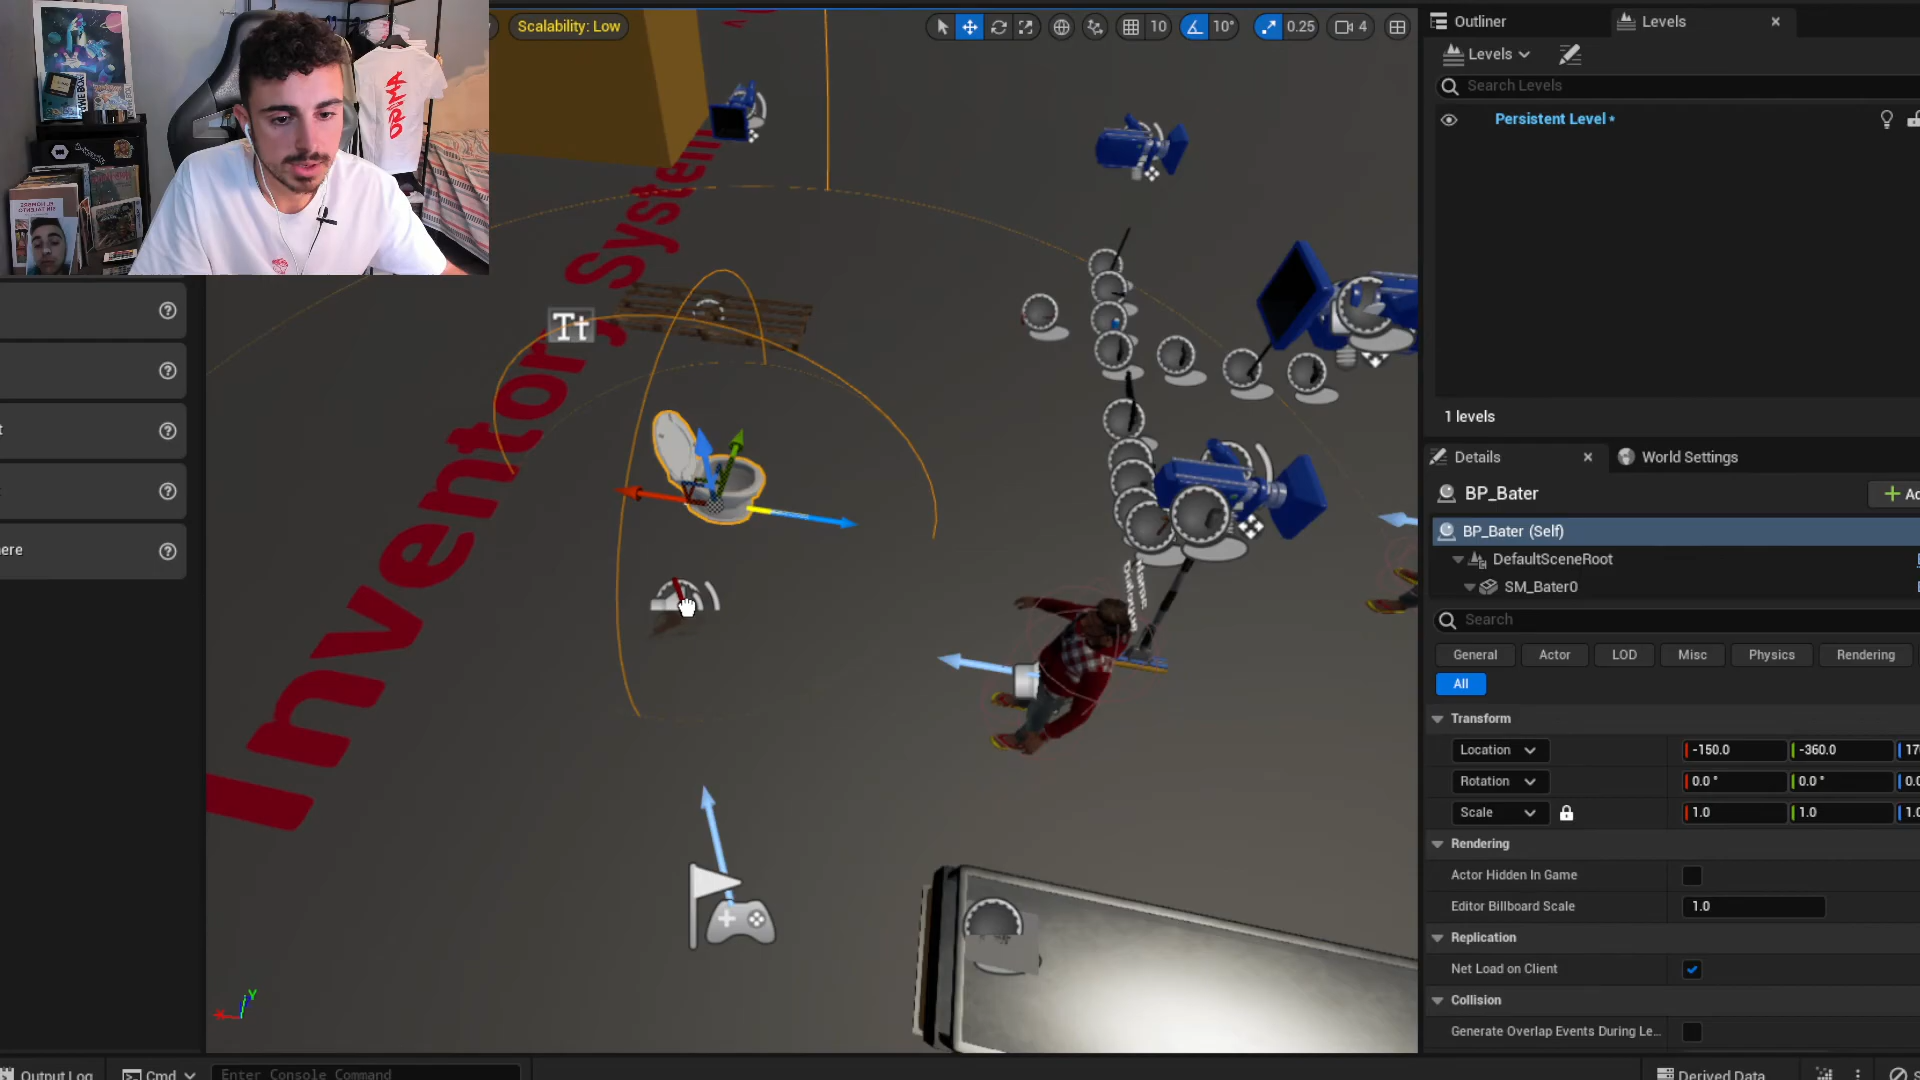 Scalability: Low
10
10°
0.25
4
Outliner
Levels
Levels
Search Levels
Persistent Level •
1 levels
Details
World Settings
BP_Bater
BP_Bater (Self)
DefaultSceneRoot
SM_Bater0
Search
General
Actor
LOD
Misc
Physics
Rendering
All
Transform
Location
-150.0
-360.0
Rotation
0.0 °
0.0 °
Scale
1.0
1.0
Rendering
Actor Hidden In Game
Editor Billboard Scale
1.0
Replication
Net Load on Client
Collision
Generate Overlap Events During Le...
Inventory System
Tt
ORIMA
Output Log
Cmd
Enter Console Command
Derived Data